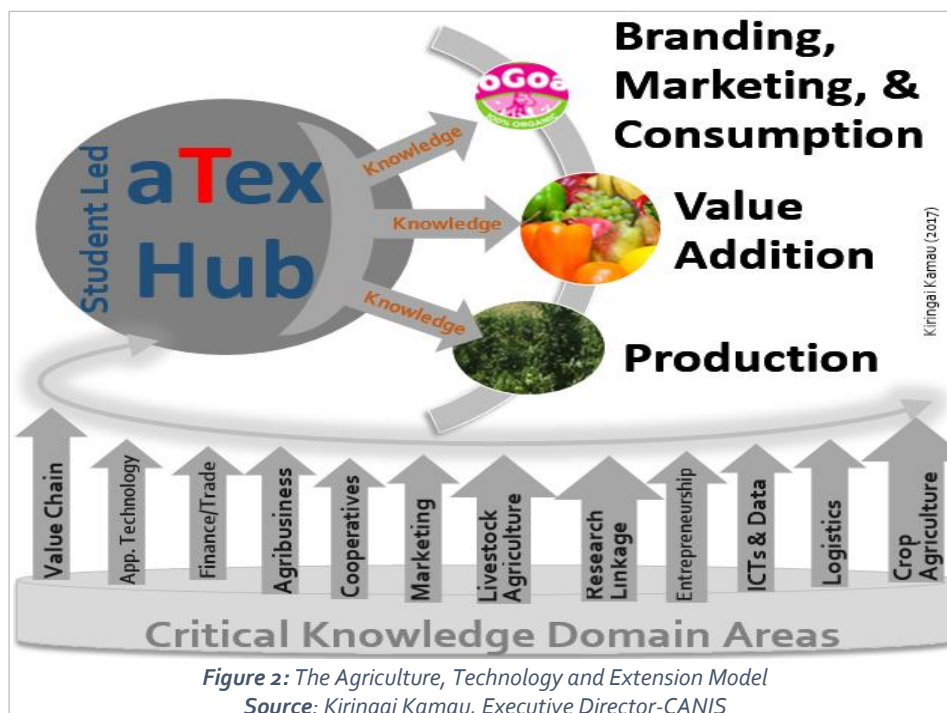 Branding,
Marketing, &
Consumption
Value
Addition
Production
Student Led
aTex
Hub
Knowledge
Knowledge
Knowledge
100% ORGANIC
Kiringai Kamau (2017)
Value Chain
App. Technology
Finance/Trade
Agribusiness
Cooperatives
Marketing
Livestock
Agriculture
Research
Linkage
Entrepreneurship
ICTs & Data
Logistics
Crop
Agriculture
Critical Knowledge Domain Areas
Figure 2: The Agriculture, Technology and Extension Model
Source: Kiringai Kamau, Executive Director-CANIS